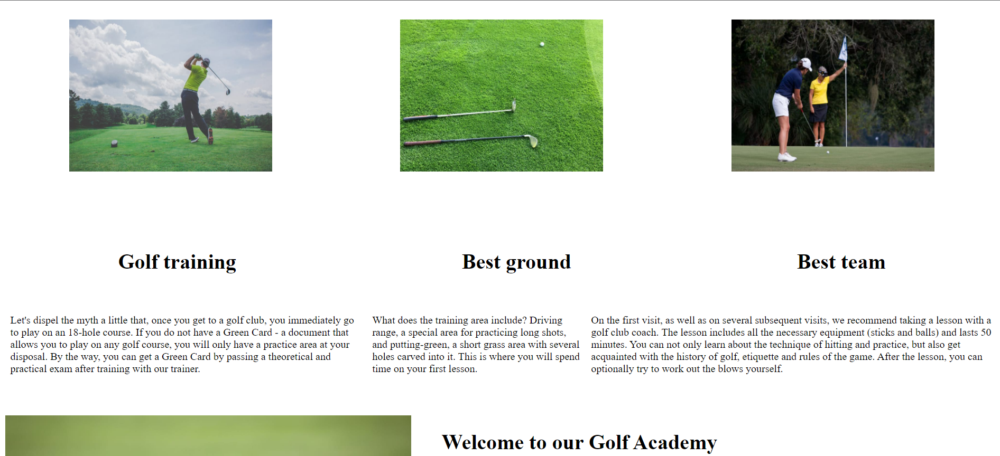 Golf training
Best ground
Best team
Let's dispel the myth a little that, once you get to a golf club, you immediately go
to play on an 18-hole course. If you do not have a Green Card - a document that
allows you to play on any golf course, you will only have a practice area at your
disposal. By the way, you can get a Green Card by passing a theoretical and
practical exam after training with our trainer.
What does the training area include? Driving
range, a special area for practicing long shots,
and putting-green, a short grass area with several
holes carved into it. This is where you will spend
time on your first lesson.
On the first visit, as well as on several subsequent visits, we recommend taking a lesson with a
golf club coach. The lesson includes all the necessary equipment (sticks and balls) and lasts 50
minutes. You can not only learn about the technique of hitting and practice, but also get
acquainted with the history of golf, etiquette and rules of the game. After the lesson, you can
optionally try to work out the blows yourself.
Welcome to our Golf Academy